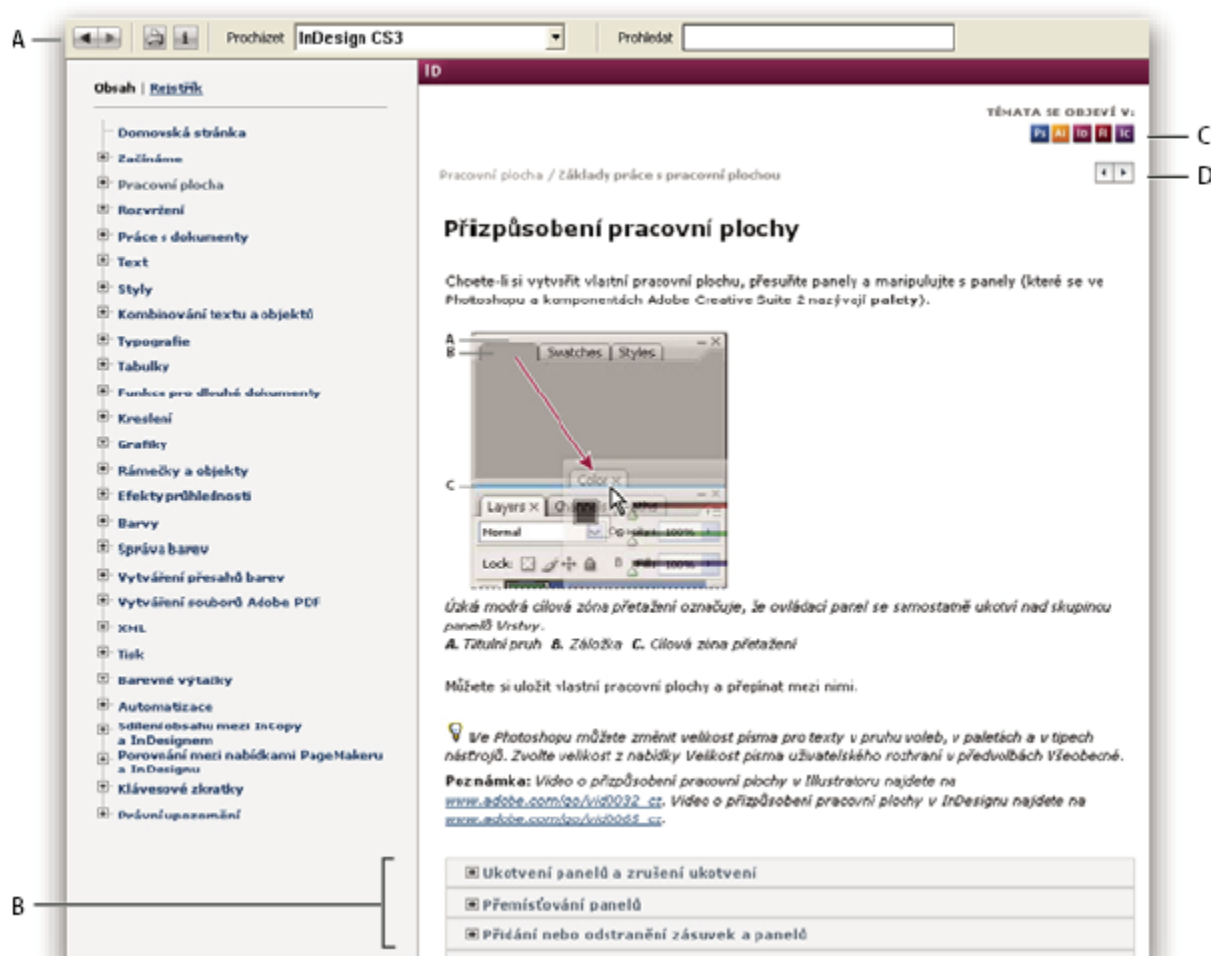 A
Procházet InDesign CS3 Prohledat
Obsah | Rejstřík
Domovská stránka
Začínáme
Pracovní plocha
Rozvržení
Práce s dokumenty
Text
Styly
Kombinování textu a objektů
Typografie
Tabulky
Funkce pro dlouhé dokumenty
Kreslení
Grafiky
Rámečky a objekty
Efekty průhlednosti
Barvy
Správa barev
Vytváření přesahů barev
Vytváření souborů Adobe PDF
XML
Tisk
Barevné výtažky
Automatizace
Sdílení obsahu mezi InCopy
a InDesignem
Porovnání mezi nabídkami PageMakeru
a InDesignu
Klávesové zkratky
Právní upozornění
B
ID
TÉMATA SE OBJEVÍ V:
Ps Ai ID Fl IC
C
D
Pracovní plocha / Základy práce s pracovní plochou
Přizpůsobení pracovní plochy
Chcete-li si vytvořit vlastní pracovní plochu, přesuňte panely a manipulujte s panely (které se ve
Photoshopu a komponentách Adobe Creative Suite 2 nazývají palety).
A
B
Swatches Styles
C
Color
Layers Channels
Normal 100%
Lock: B 100%
Úzká modrá cílová zóna přetažení označuje, že ovládací panel se samostatně ukotví nad skupinou
panelů Vrstvy.
A. Titulní pruh B. Záložka C. Cílová zóna přetažení
Můžete si uložit vlastní pracovní plochy a přepínat mezi nimi.
Ve Photoshopu můžete změnit velikost písma pro texty v pruhu voleb, v paletách a v tipech
nástrojů. Zvolte velikost z nabídky Velikost písma uživatelského rozhraní v předvolbách Všeobecné.
Poznámka: Video o přizpůsobení pracovní plochy v Illustratoru najdete na
www.adobe.com/go/vid0032_cz. Video o přizpůsobení pracovní plochy v InDesignu najdete na
www.adobe.com/go/vid0065_cz.
Ukotvení panelů a zrušení ukotvení
Přemísťování panelů
Přidání nebo odstranění zásuvek a panelů